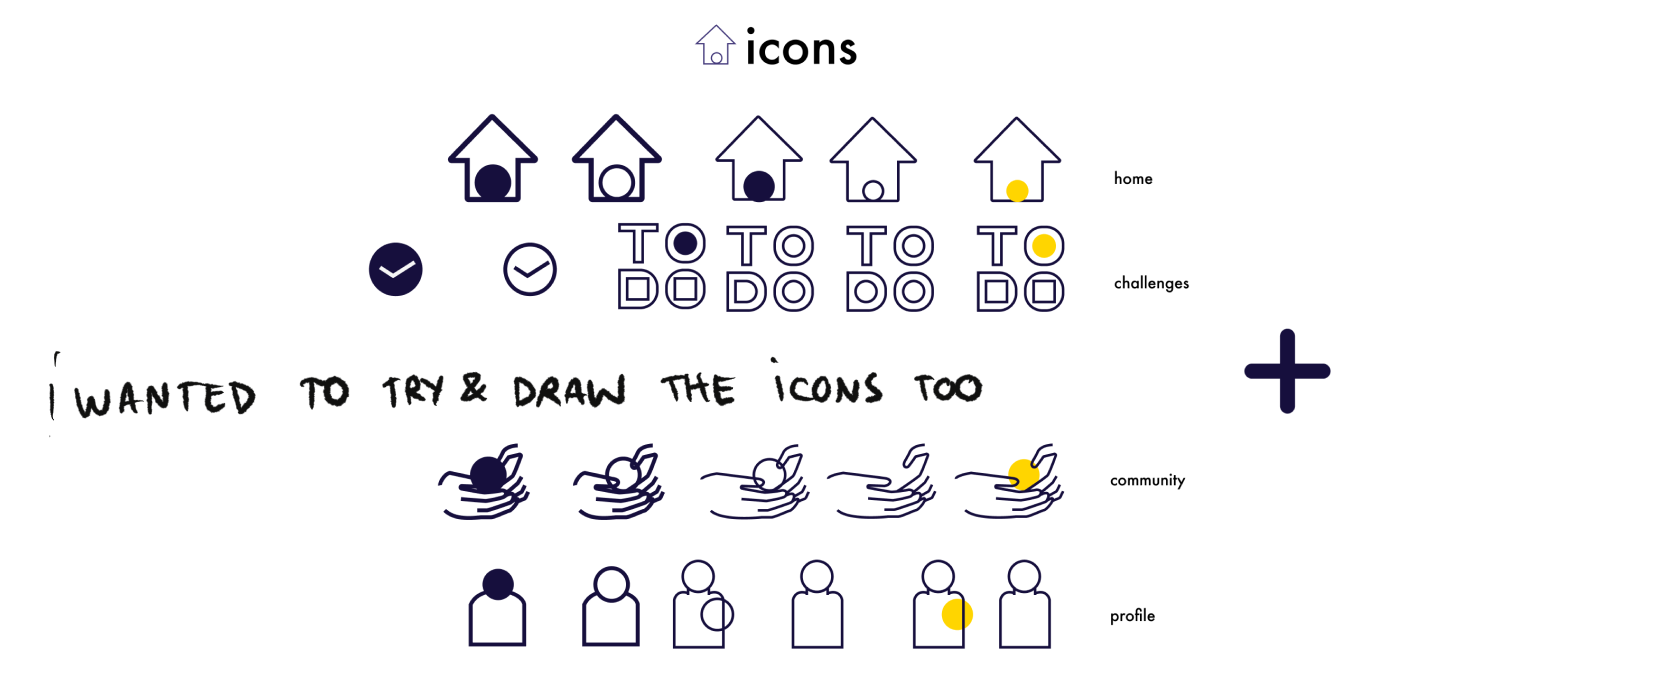 icons
home
TO TO TO TO
DO DO DO DO
challenges
I WANTED TO TRY & DRAW THE iCONS TOO
community
profile